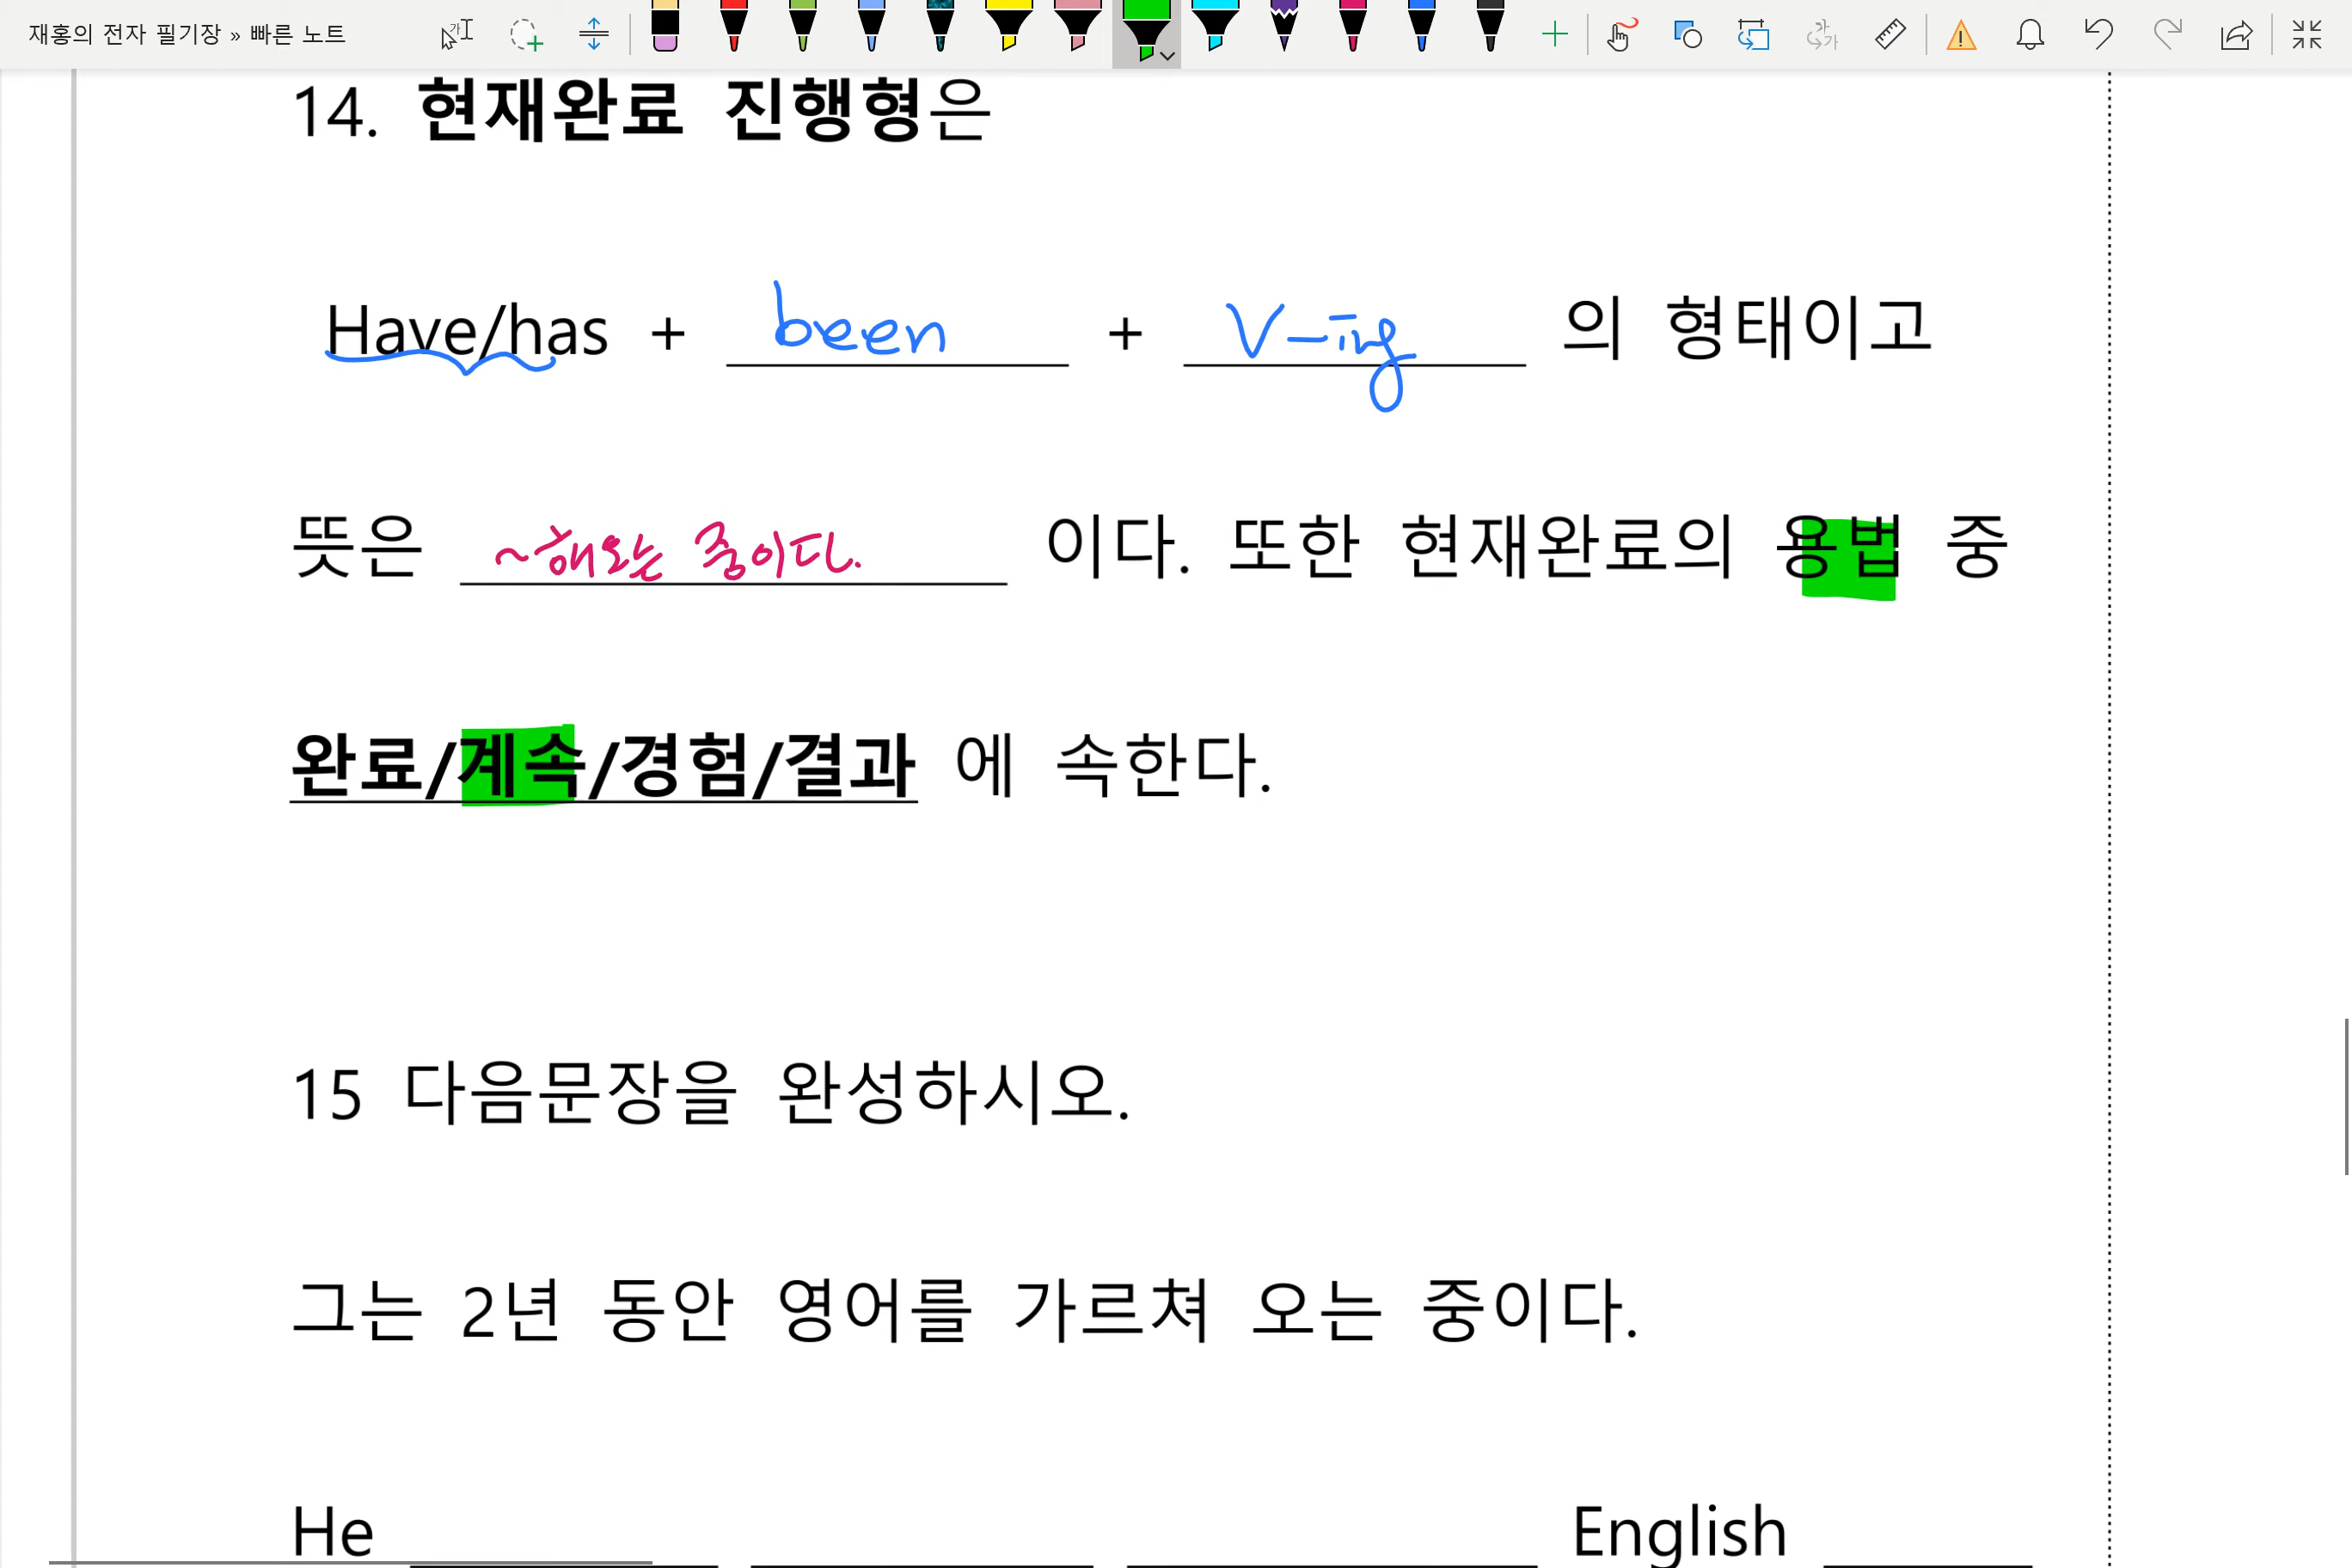 재홍의 전자 필기장 » 빠른 노트
14. 현재완료 진행형은
Have/has + been + V-ing 의 형태이고
뜻은 ~해오는 중이다. 이다. 또한 현재완료의 용법 중
완료/계속/경험/결과 에 속한다.
15 다음문장을 완성하시오.
그는 2년 동안 영어를 가르쳐 오는 중이다.
He English